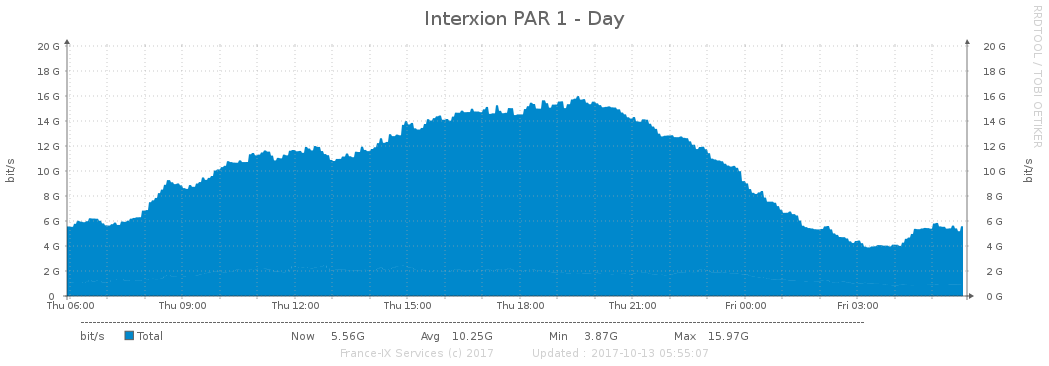 Interxion PAR 1 - Day
RRDTOOL / TOBI OETIKER
bit/s
20 G 20 G
18 G 18 G
16 G 16 G
14 G 14 G
12 G 12 G
10 G 10 G
8 G 8 G
6 G 6 G
4 G 4 G
2 G 2 G
0 0 G
bit/s
Thu 06:00 Thu 09:00 Thu 12:00 Thu 15:00 Thu 18:00 Thu 21:00 Fri 00:00 Fri 03:00
bit/s Total Now 5.56G Avg 10.25G Min 3.87G Max 15.97G
France-IX Services (c) 2017 Updated : 2017-10-13 05:55:07